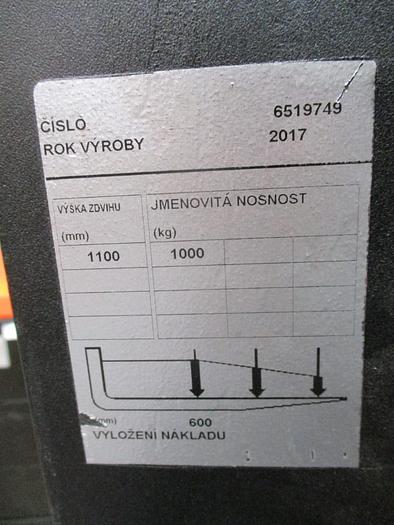 ČÍSLO 6519749
ROK VÝROBY 2017
VÝŠKA ZDVIHU JMENOVITÁ NOSNOST
(mm) (kg)
1100 1000
(mm) 600
VYLOŽENÍ NÁKLADU